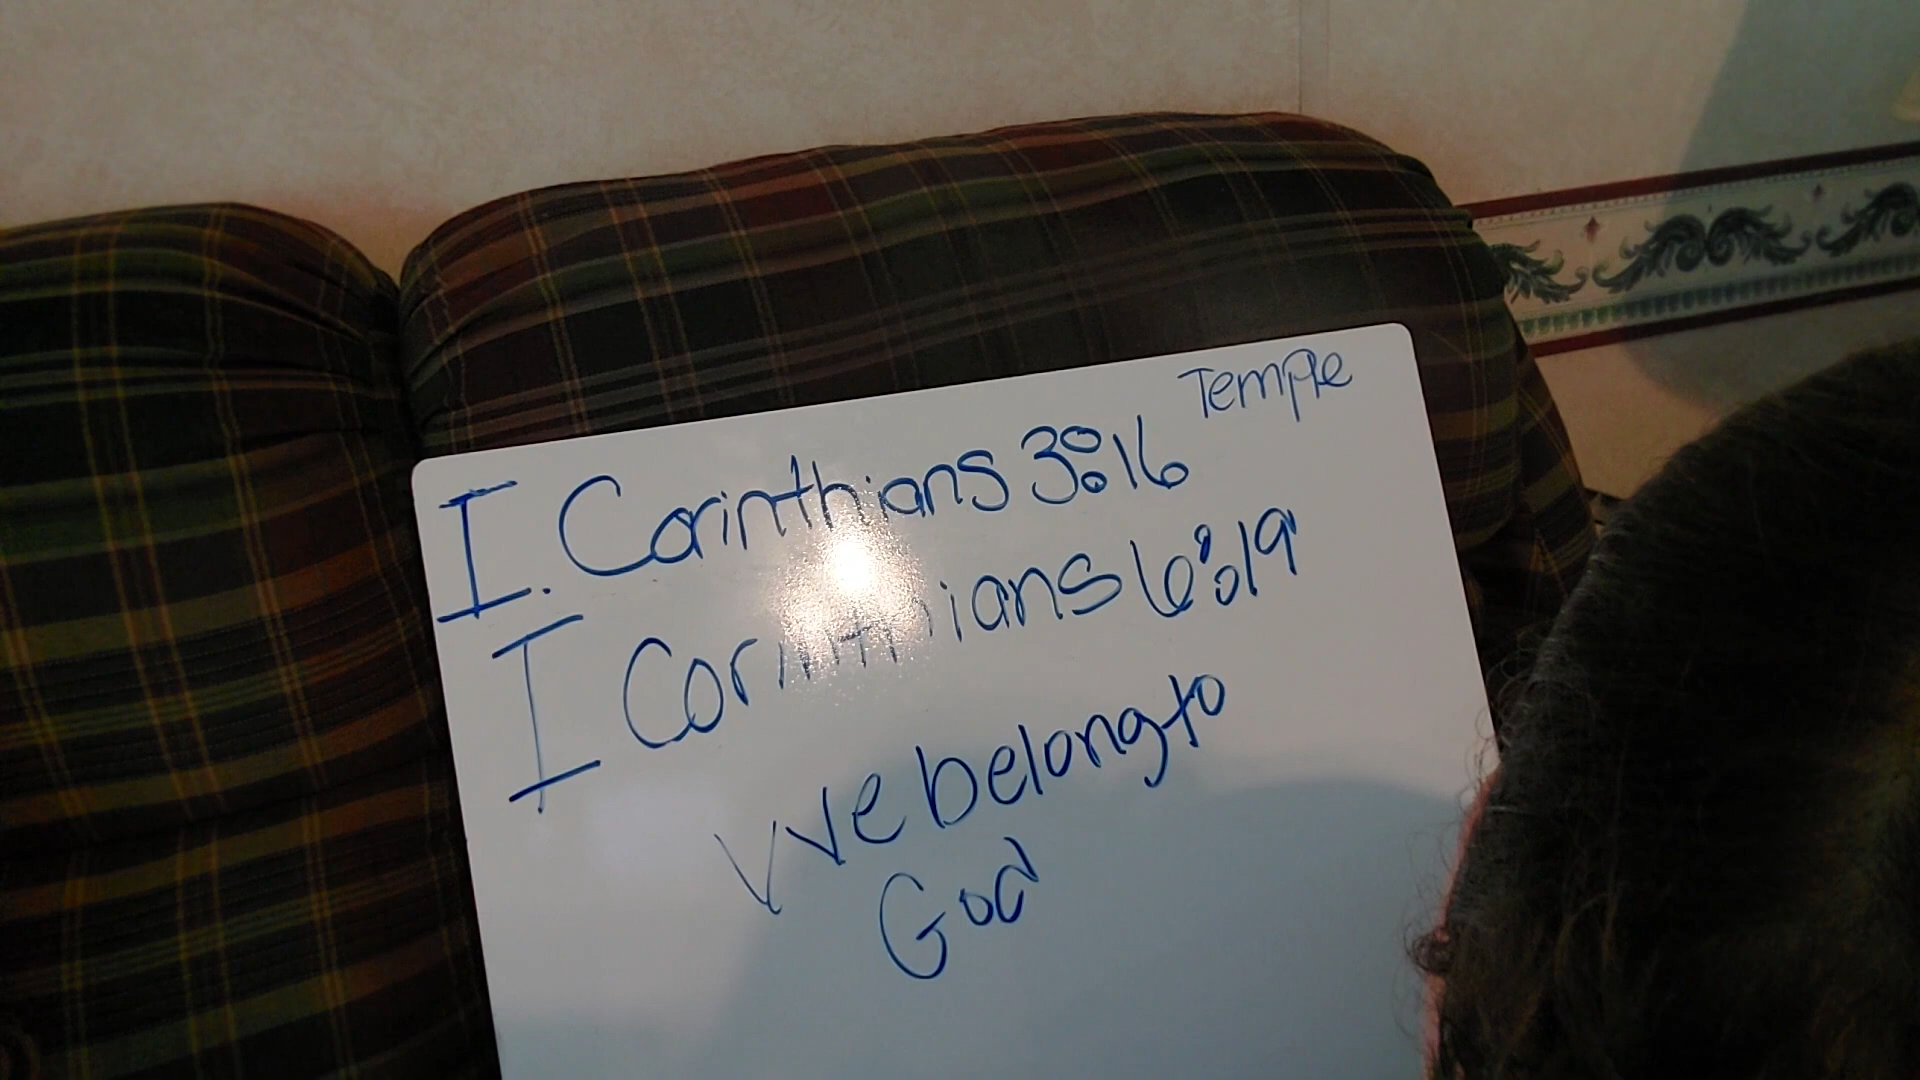 Temple
I. Corinthians 3:16
I Corinthians 6:19
We belong to
God